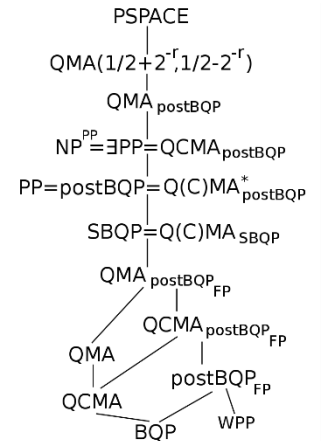 PSPACE
QMA(1/2+2^-r,1/2-2^-r)
QMA_postBQP
NP^PP=∃PP=QCMA_postBQP
PP=postBQP=Q(C)MA*_postBQP
SBQP=Q(C)MA_SBQP
QMA_postBQP_FP
QCMA_postBQP_FP
QMA
postBQP_FP
QCMA
WPP
BQP